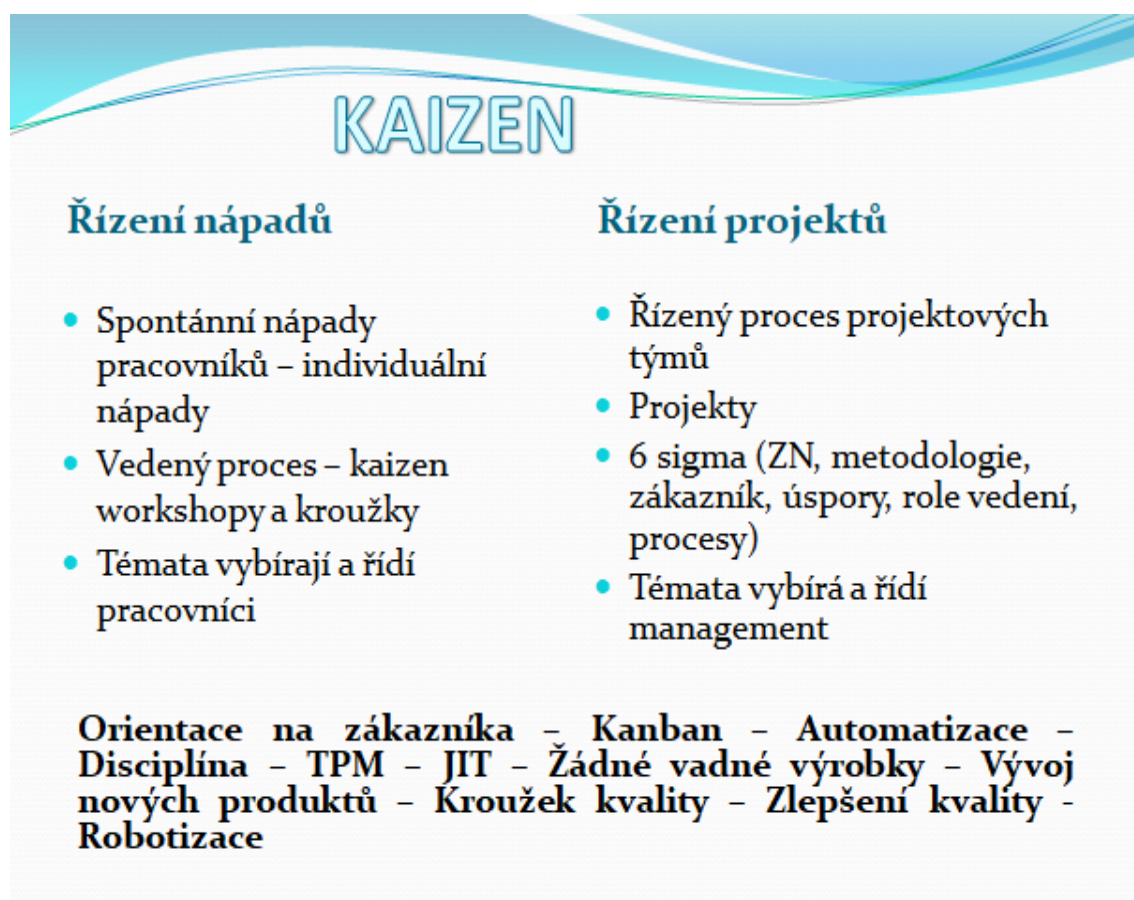 KAIZEN
Řízení nápadů
Spontánní nápady
pracovníků – individuální
nápady
Vedený proces – kaizen
workshopy a kroužky
Témata vybírají a řídí
pracovníci
Řízení projektů
Řízený proces projektových
týmů
Projekty
6 sigma (ZN, metodologie,
zákazník, úspory, role vedení,
procesy)
Témata vybírá a řídí
management
Orientace na zákazníka – Kanban – Automatizace –
Disciplína – TPM – JIT – Žádné vadné výrobky – Vývoj
nových produktů – Kroužek kvality – Zlepšení kvality -
Robotizace